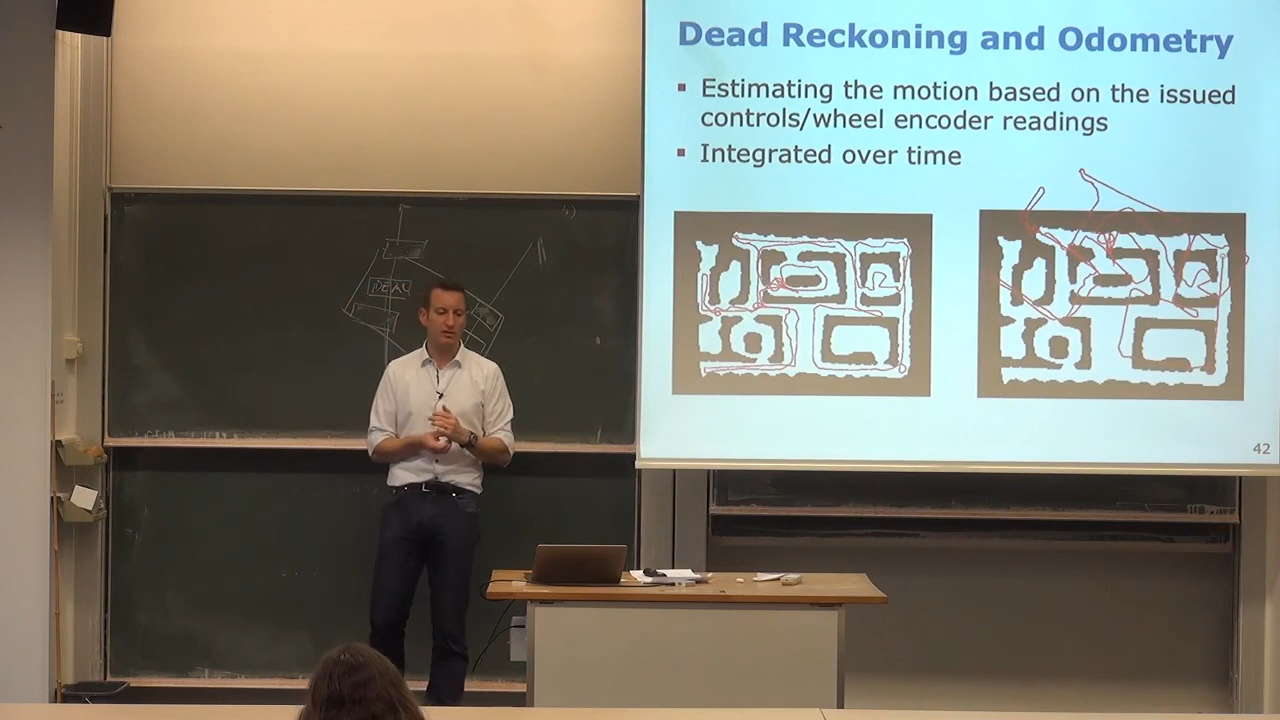 Dead Reckoning and Odometry
▪ Estimating the motion based on the issued
controls/wheel encoder readings
▪ Integrated over time
IDEAL
42